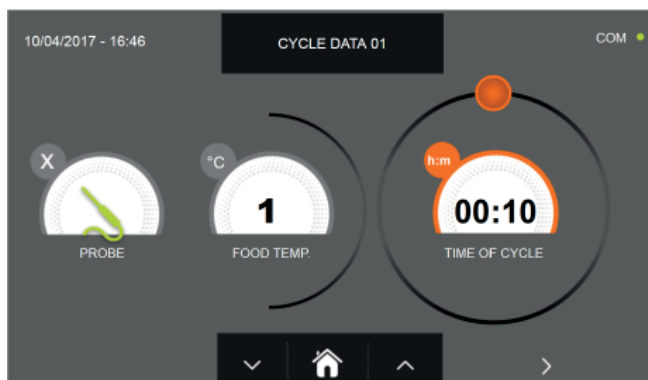 10/04/2017 - 16:46
CYCLE DATA 01
COM
X
°C
h:m
1
00:10
PROBE
FOOD TEMP.
TIME OF CYCLE